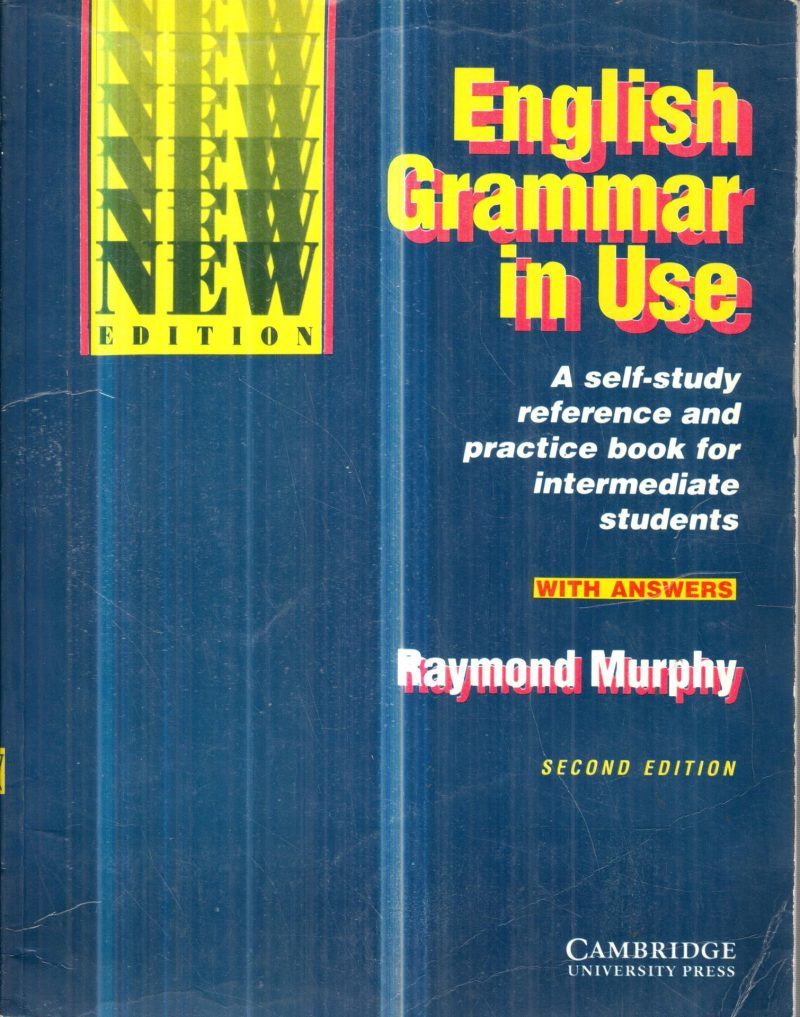 NEW
NEW
NEW
NEW
NEW
NEW
EDITION
English
Grammar
in Use
A self-study
reference and
practice book for
intermediate
students
WITH ANSWERS
Raymond Murphy
SECOND EDITION
CAMBRIDGE
UNIVERSITY PRESS